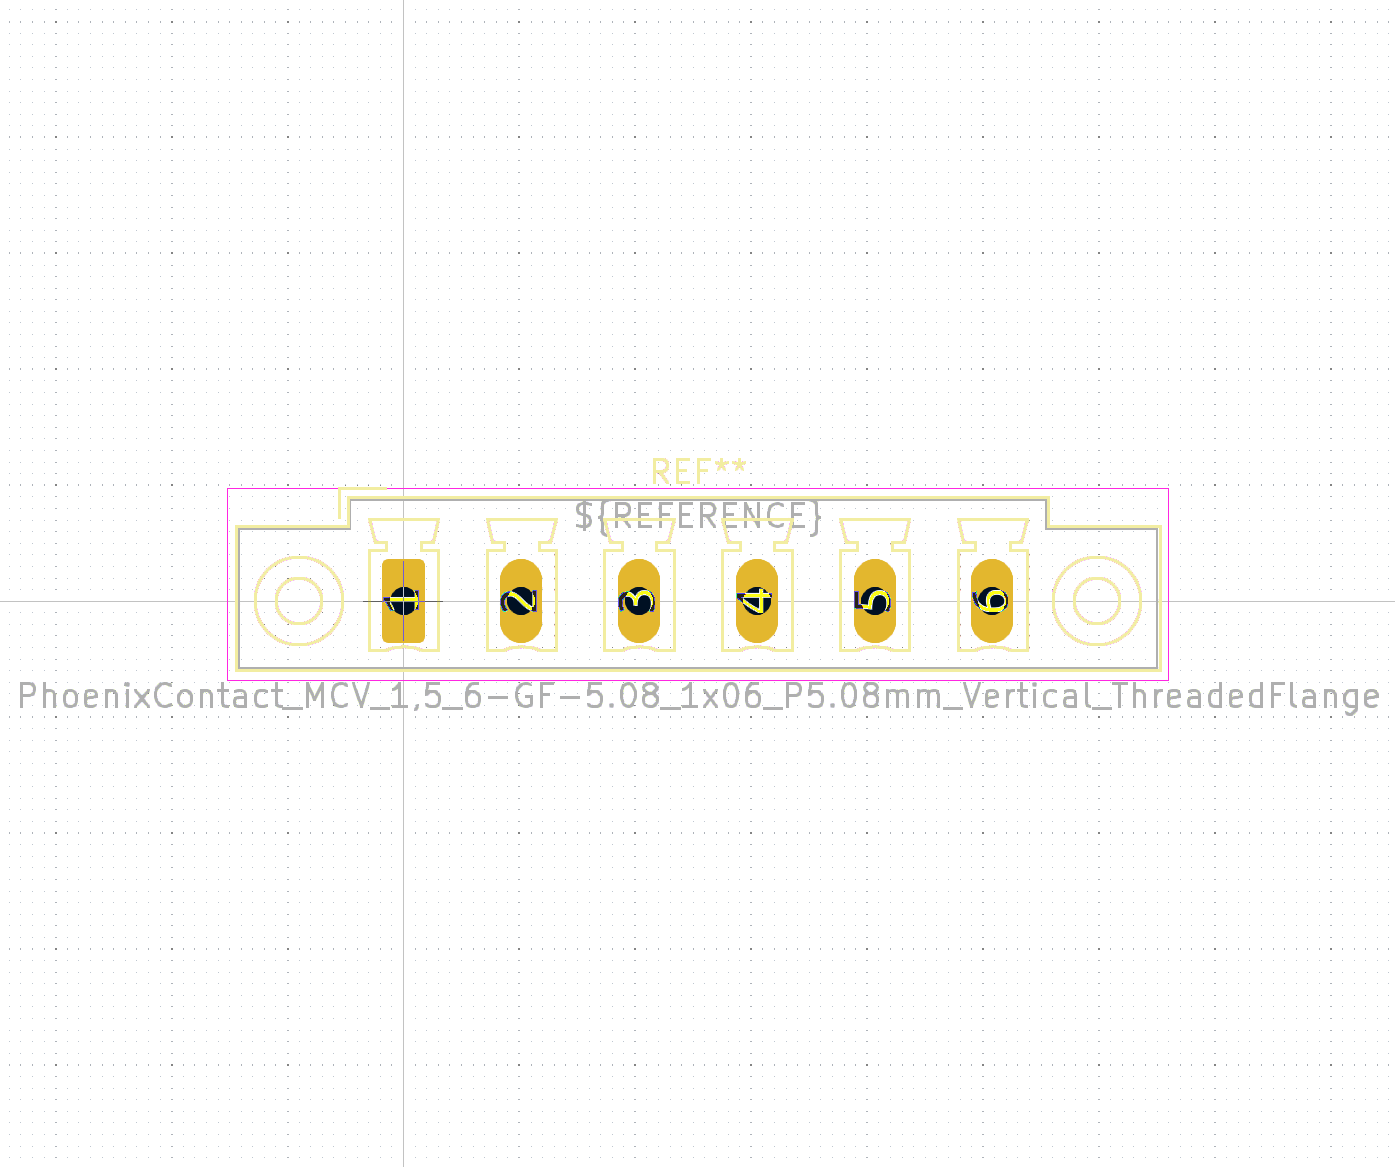 REF**
${REFERENCE}
1 2 3 4 5 6
PhoenixContact_MCV_1,5_6-GF-5.08_1x06_P5.08mm_Vertical_ThreadedFlange